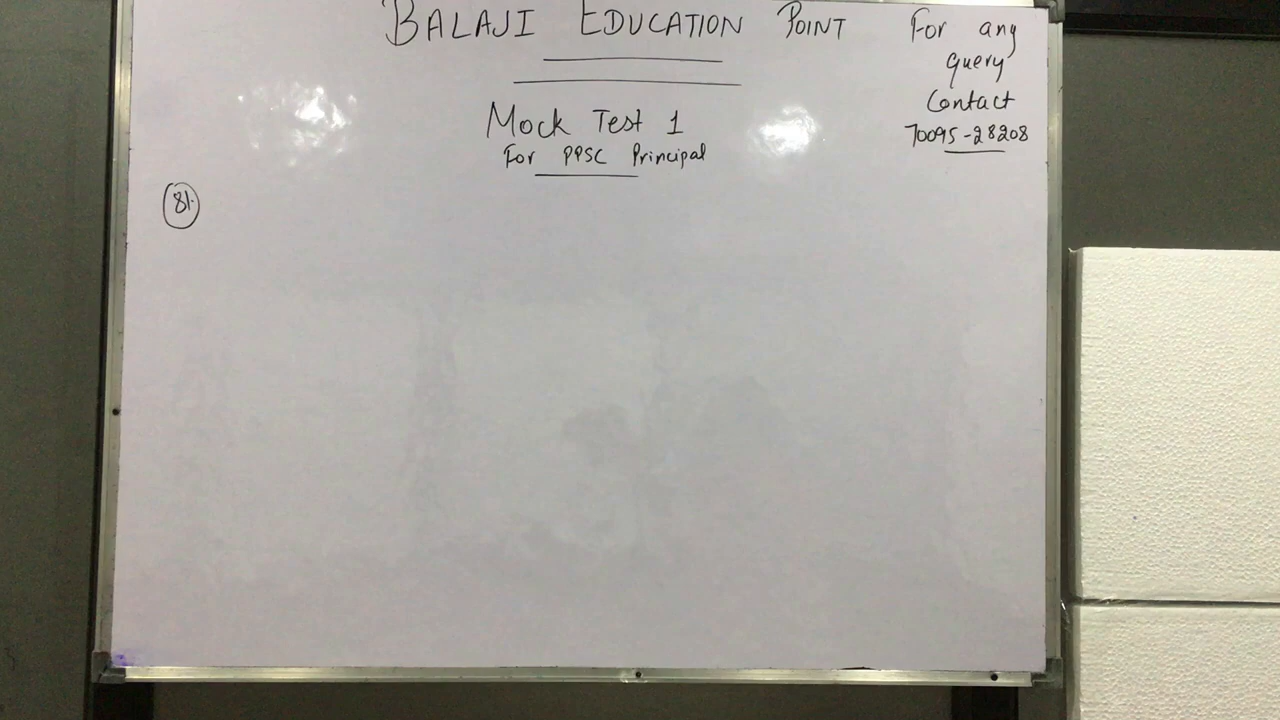 BALAJI EDUCATION POINT
For any
query
Contact
70095-28208
Mock Test 1
For PPSC Principal
81.